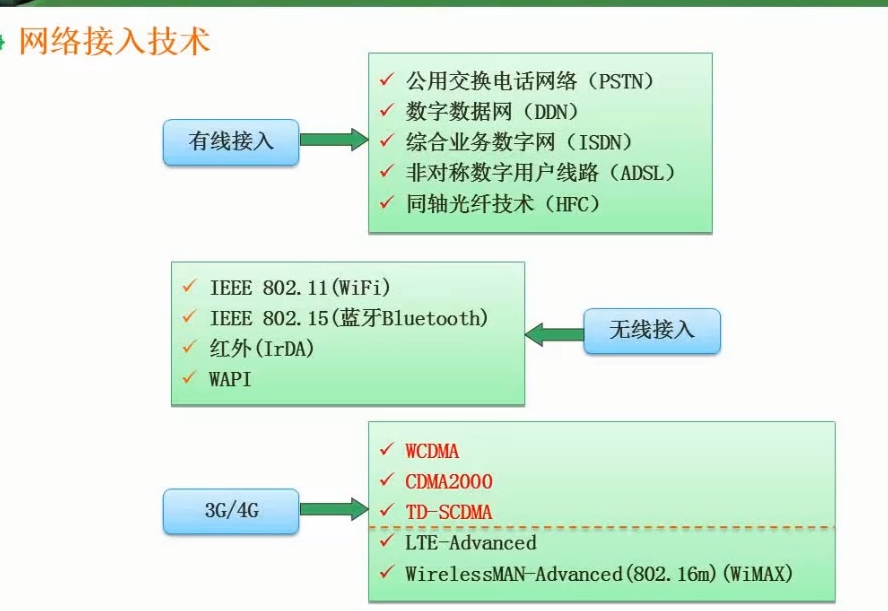 网络接入技术
有线接入
公用交换电话网络（PSTN）
数字数据网（DDN）
综合业务数字网（ISDN）
非对称数字用户线路（ADSL）
同轴光纤技术（HFC）
IEEE 802.11(WiFi)
IEEE 802.15(蓝牙Bluetooth)
红外(IrDA)
WAPI
无线接入
3G/4G
WCDMA
CDMA2000
TD-SCDMA
LTE-Advanced
WirelessMAN-Advanced(802.16m)(WiMAX)